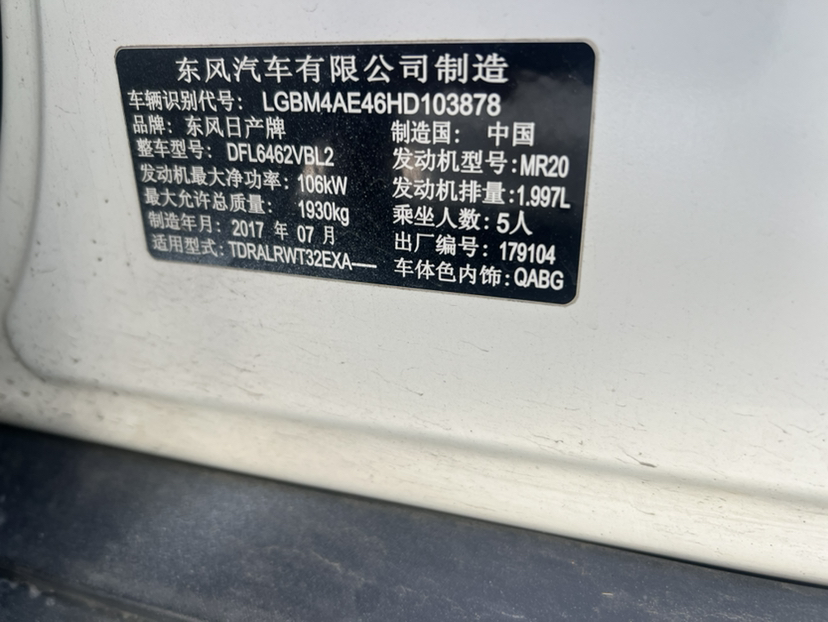 东风汽车有限公司制造
车辆识别代号: LGBM4AE46HD103878
品牌: 东风日产牌 制造国: 中国
整车型号: DFL6462VBL2 发动机型号: MR20
发动机最大净功率: 106kW 发动机排量: 1.997L
最大允许总质量: 1930kg 乘坐人数: 5人
制造年月: 2017 年 07 月 出厂编号: 179104
适用型式: TDRALRWT32EXA---- 车体色内饰: QABG